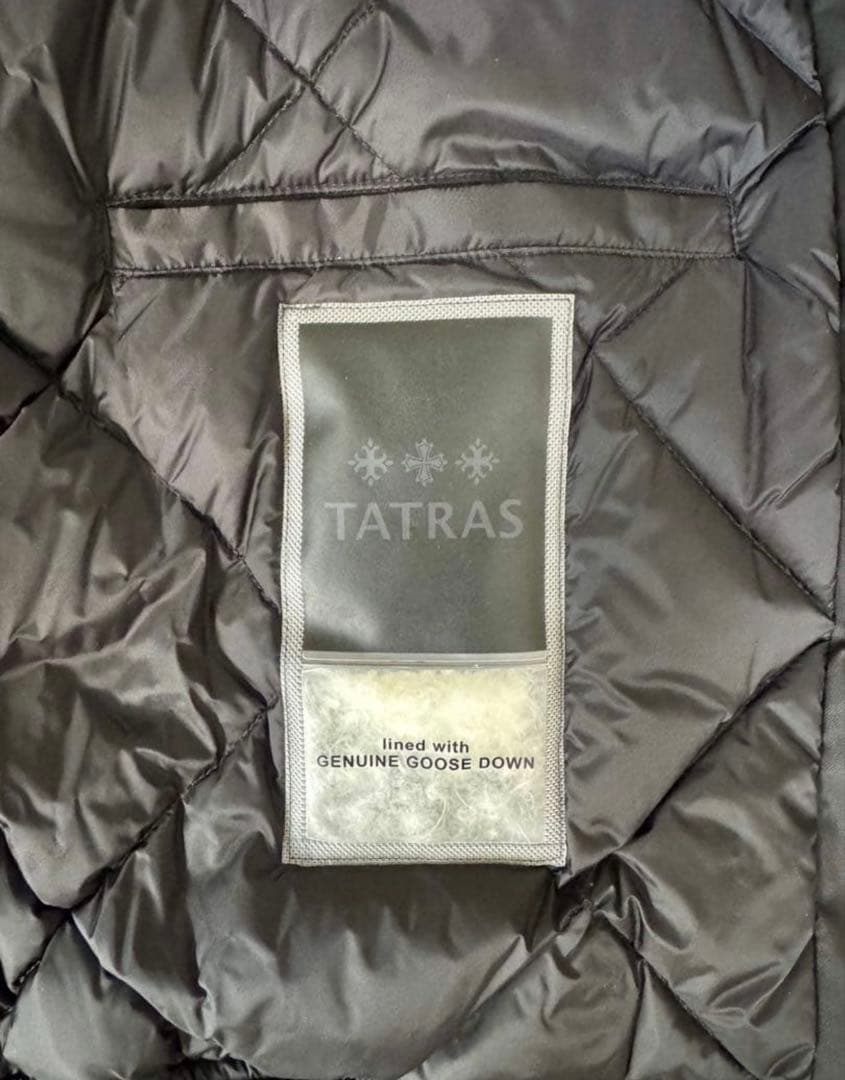 TATRAS
lined with
GENUINE GOOSE DOWN